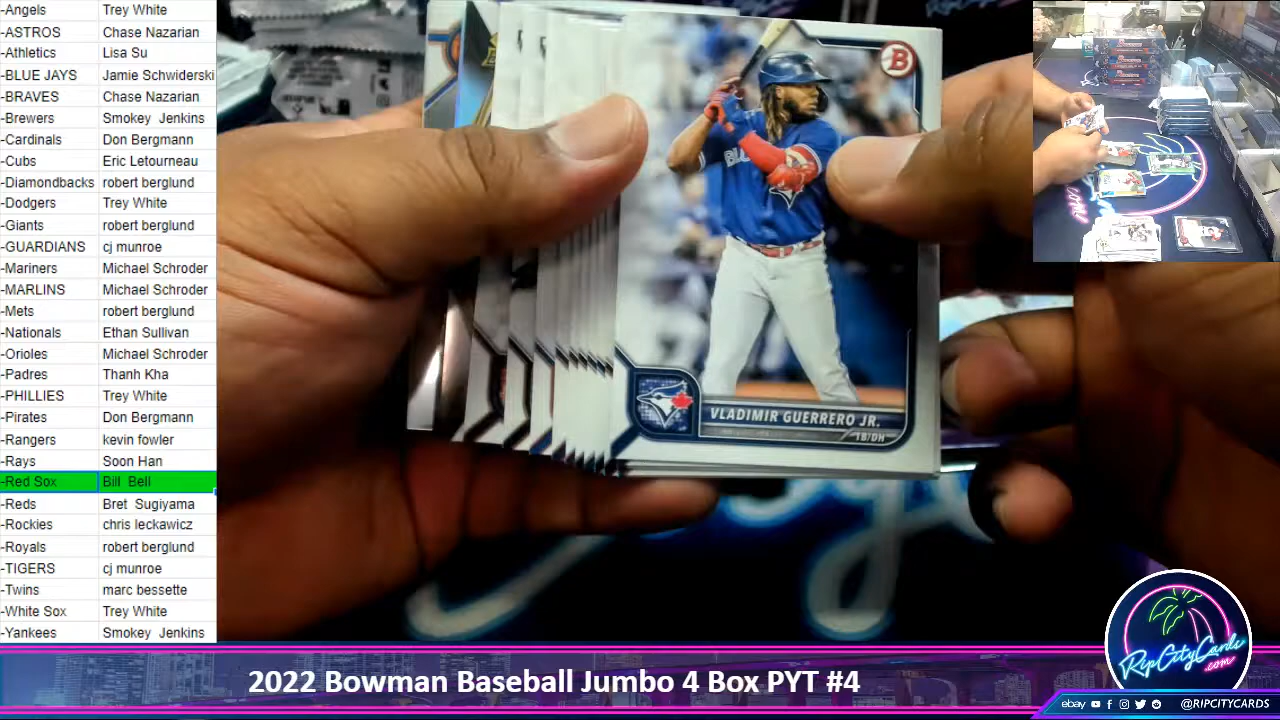 -Angels Trey White
-ASTROS Chase Nazarian
-Athletics Lisa Su
-BLUE JAYS Jamie Schwiderski
-BRAVES Chase Nazarian
-Brewers Smokey Jenkins
-Cardinals Don Bergmann
-Cubs Eric Letourneau
-Diamondbacks robert berglund
-Dodgers Trey White
-Giants robert berglund
-GUARDIANS cj munroe
-Mariners Michael Schroder
-MARLINS Michael Schroder
-Mets robert berglund
-Nationals Ethan Sullivan
-Orioles Michael Schroder
-Padres Thanh Kha
-PHILLIES Trey White
-Pirates Don Bergmann
-Rangers kevin fowler
-Rays Soon Han
-Red Sox Bill Bell
-Reds Bret Sugiyama
-Rockies chris leckawicz
-Royals robert berglund
-TIGERS cj munroe
-Twins marc bessette
-White Sox Trey White
-Yankees Smokey Jenkins
B
VLADIMIR GUERRERO JR.
1B/DH
2022 Bowman Baseball Jumbo 4 Box PYT #4
RipCityCards
.com
ebay @RIPCITYCARDS